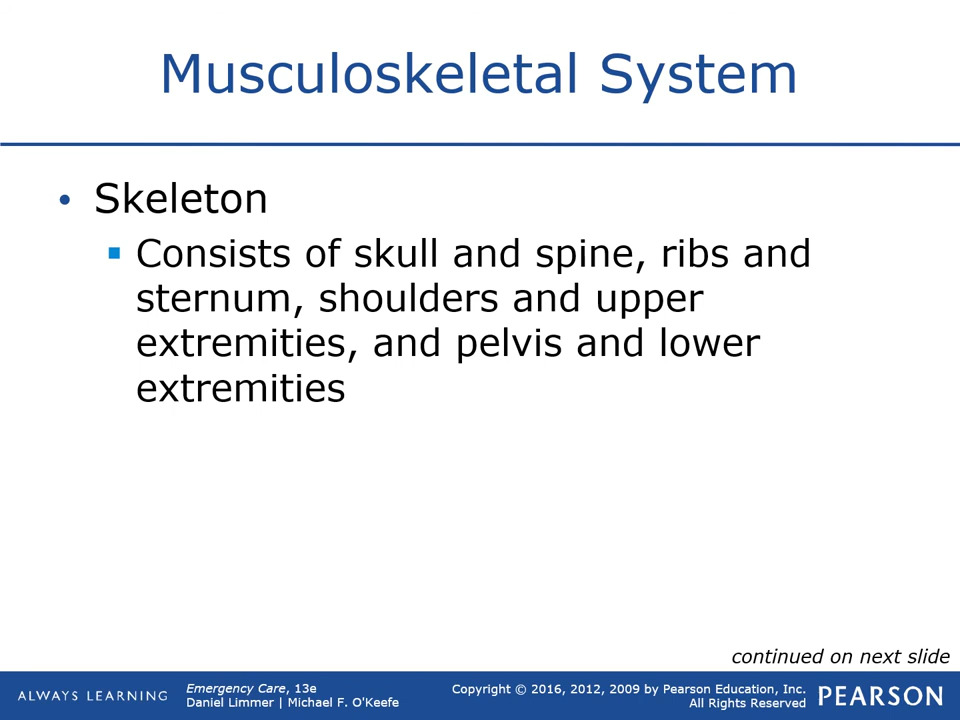 Musculoskeletal System
• Skeleton
▪ Consists of skull and spine, ribs and
sternum, shoulders and upper
extremities, and pelvis and lower
extremities
continued on next slide
ALWAYS LEARNING
Emergency Care, 13e
Daniel Limmer | Michael F. O'Keefe
Copyright © 2016, 2012, 2009 by Pearson Education, Inc.
All Rights Reserved
PEARSON